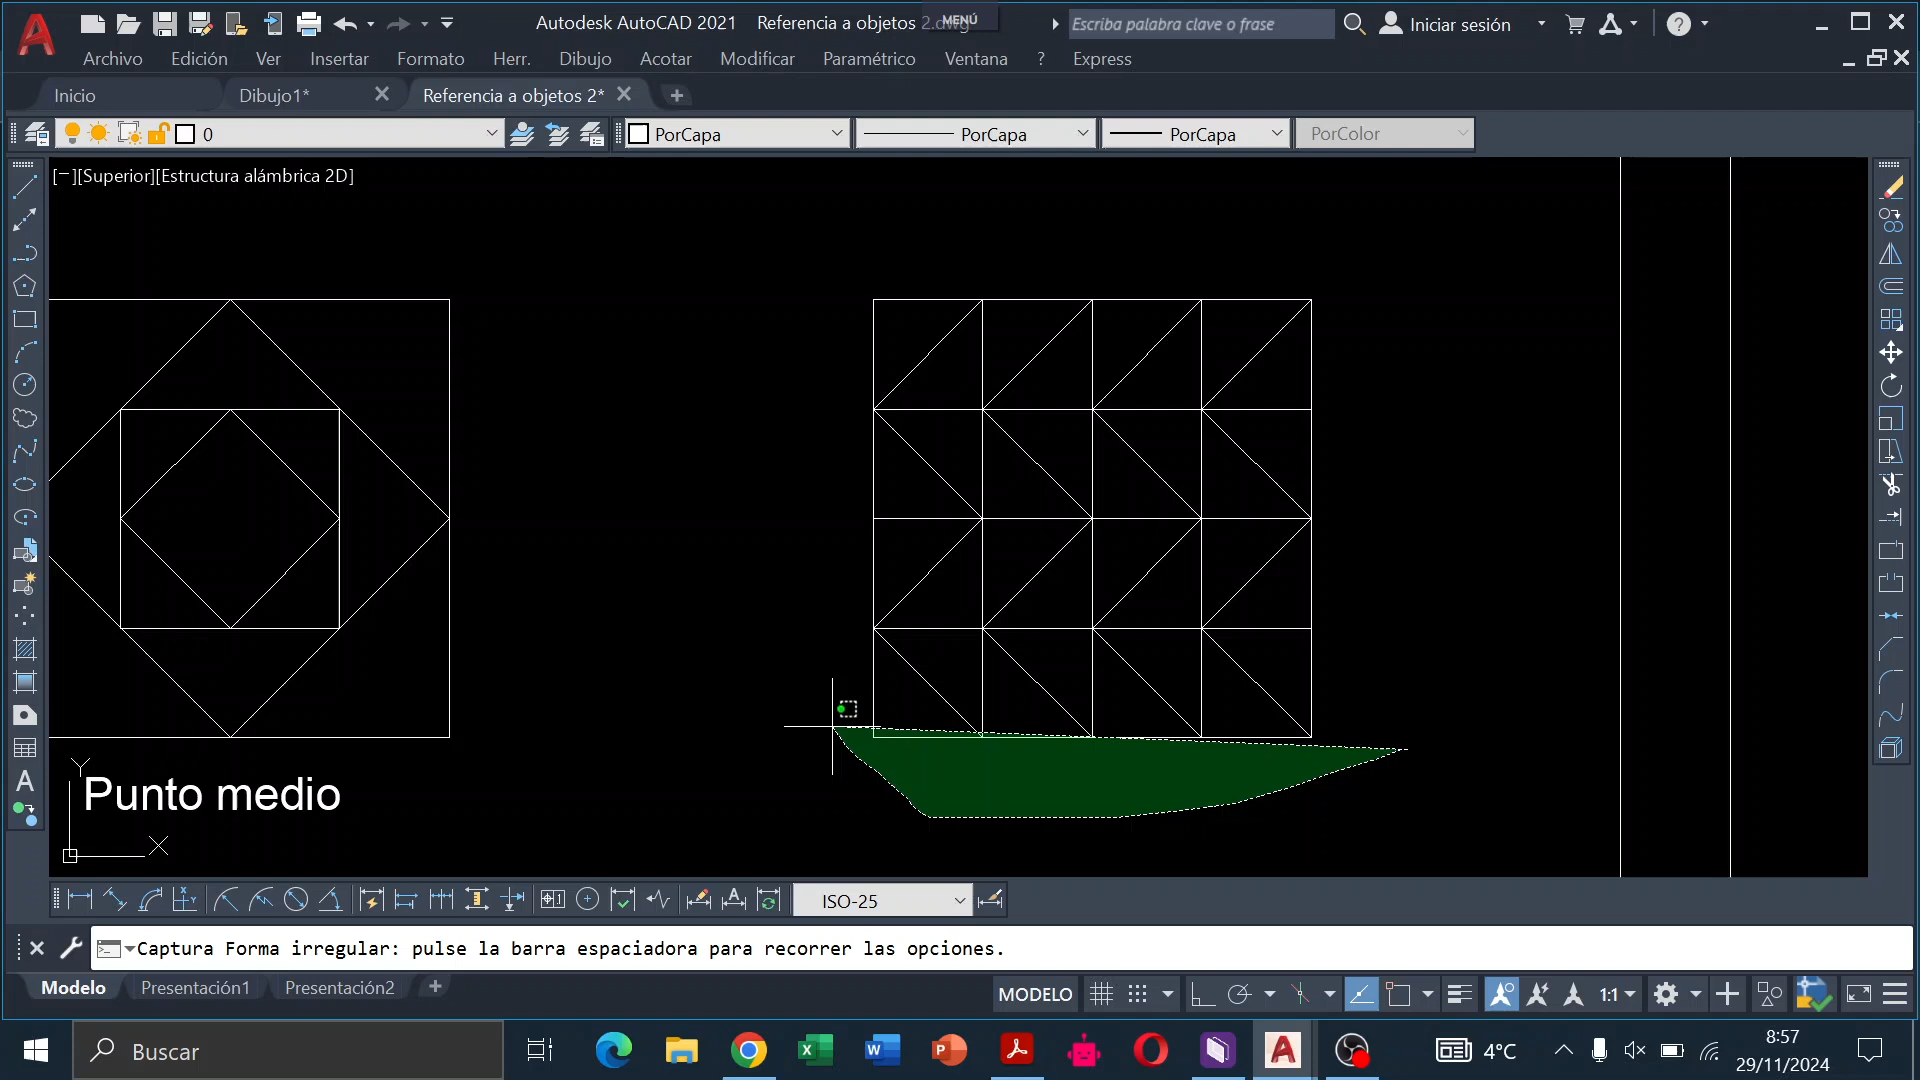 Autodesk AutoCAD 2021 Referencia a objetos 2.dwg
MENÚ
Escriba palabra clave o frase
Iniciar sesión
Archivo Edición Ver Insertar Formato Herr. Dibujo Acotar Modificar Paramétrico Ventana ? Express
Inicio Dibujo1* Referencia a objetos 2*
0 PorCapa PorCapa PorCapa PorColor
[−][Superior][Estructura alámbrica 2D]
Y
Punto medio
X
ISO-25
Captura Forma irregular: pulse la barra espaciadora para recorrer las opciones.
Modelo Presentación1 Presentación2
MODELO 1:1
Buscar
4°C
8:57
29/11/2024